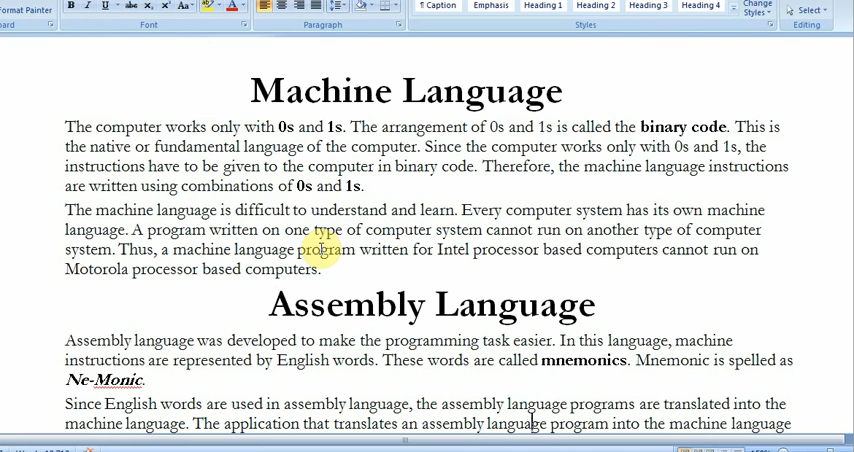 Format Painter
B I U abc x₂ x² Aa ab A
Font
Paragraph
¶ Caption Emphasis Heading 1 Heading 2 Heading 3 Heading 4
Styles
Change
Styles
Select
Editing
Machine Language
The computer works only with 0s and 1s. The arrangement of 0s and 1s is called the binary code. This is
the native or fundamental language of the computer. Since the computer works only with 0s and 1s, the
instructions have to be given to the computer in binary code. Therefore, the machine language instructions
are written using combinations of 0s and 1s.
The machine language is difficult to understand and learn. Every computer system has its own machine
language. A program written on one type of computer system cannot run on another type of computer
system. Thus, a machine language program written for Intel processor based computers cannot run on
Motorola processor based computers.
Assembly Language
Assembly language was developed to make the programming task easier. In this language, machine
instructions are represented by English words. These words are called mnemonics. Mnemonic is spelled as
Ne-Monic.
Since English words are used in assembly language, the assembly language programs are translated into the
machine language. The application that translates an assembly language program into the machine language